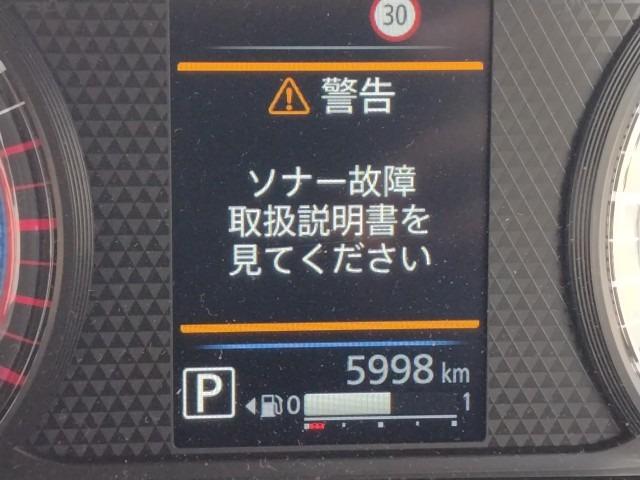 30
警告
ソナー故障
取扱説明書を
見てください
5998 km
P
0 1